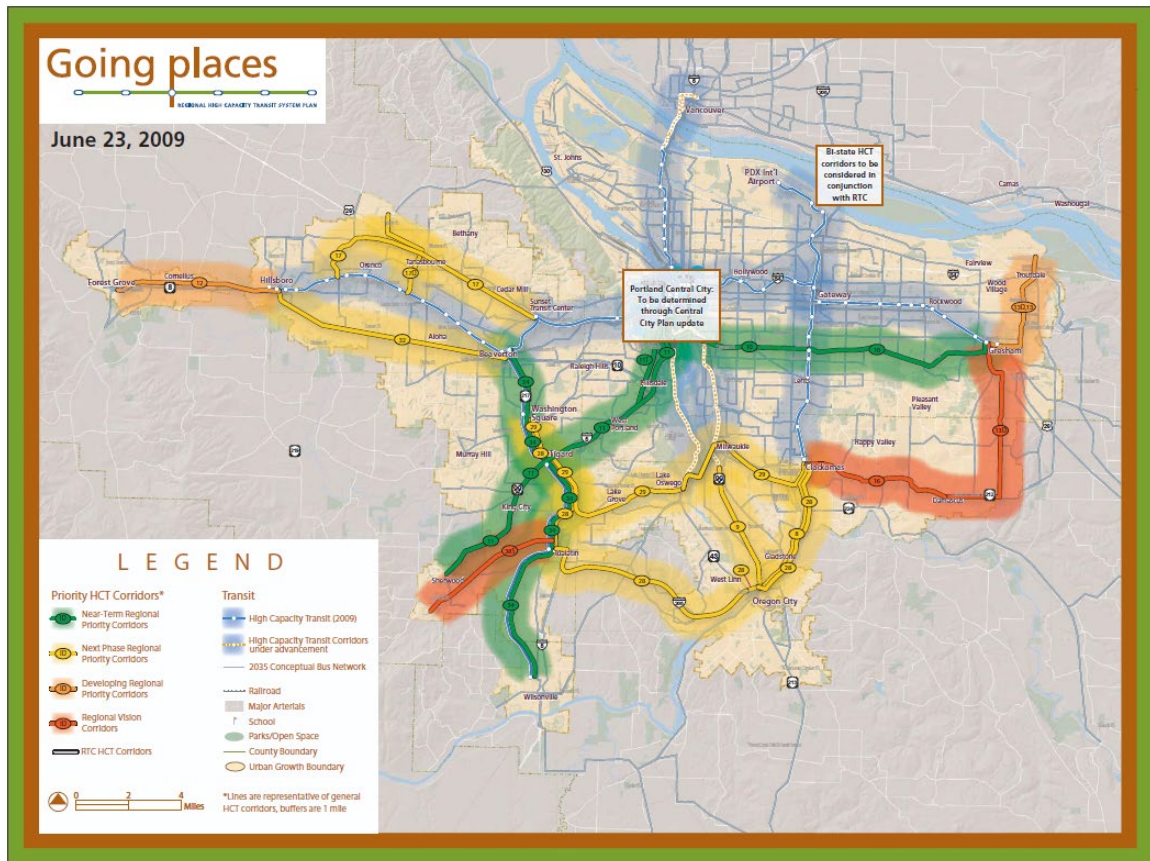 Going places
REGIONAL HIGH CAPACITY TRANSIT SYSTEM PLAN
June 23, 2009
Vancouver
St. Johns
PDX Int'l
Airport
Bi-state HCT
corridors to be
considered in
conjunction
with RTC
Camas
Washougal
Bethany
Tanasbourne
Orenco
Cedar Mill
Sunset
Transit Center
Forest Grove
Cornelius
Hillsboro
Aloha
Beaverton
Portland Central City:
To be determined
through Central
City Plan update
Hollywood
Gateway
Rockwood
Fairview
Troutdale
Wood
Village
Gresham
Raleigh Hills
Hillsdale
Washington
Square
West
Portland
Murray Hill
Tigard
King City
Lents
Pleasant
Valley
Happy Valley
Milwaukie
Clackamas
Damascus
Lake
Oswego
Lake
Grove
Tualatin
Sherwood
Gladstone
West Linn
Oregon City
Wilsonville
LEGEND
Priority HCT Corridors*
ID Near-Term Regional
Priority Corridors
ID Next Phase Regional
Priority Corridors
ID Developing Regional
Priority Corridors
ID Regional Vision
Corridors
RTC HCT Corridors
0 2 4
Miles
Transit
High Capacity Transit (2009)
High Capacity Transit Corridors
under advancement
2035 Conceptual Bus Network
Railroad
Major Arterials
School
Parks/Open Space
County Boundary
Urban Growth Boundary
*Lines are representative of general
HCT corridors, buffers are 1 mile